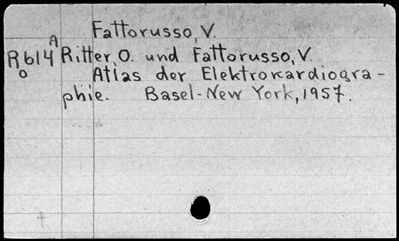 Fattorusso, V.
A
R614 Ritter, O. und Fattorusso, V.
o
Atlas der Elektrokardiogra-
phie. Basel-New York, 1957.